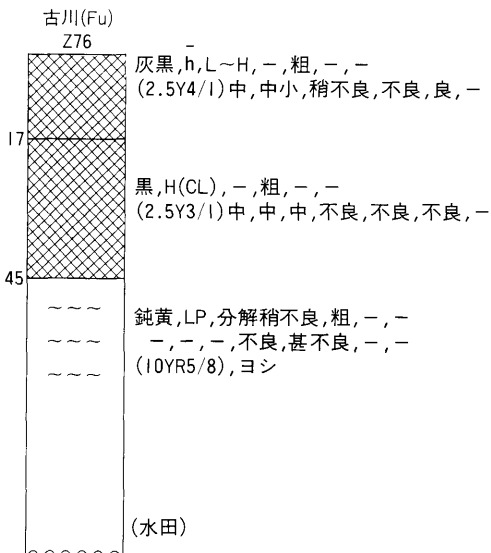 古川(Fu)
Z76
灰黒,h̄,L~H,-,粗,-,-
(2.5Y4/1)中,中小,稍不良,不良,良,-
17
黒,H(CL),-,粗,-,-
(2.5Y3/1)中,中,中,不良,不良,不良,-
45
鈍黄,LP,分解稍不良,粗,-,-
-,-,-,不良,甚不良,-,-
(10YR5/8),ヨシ
(水田)